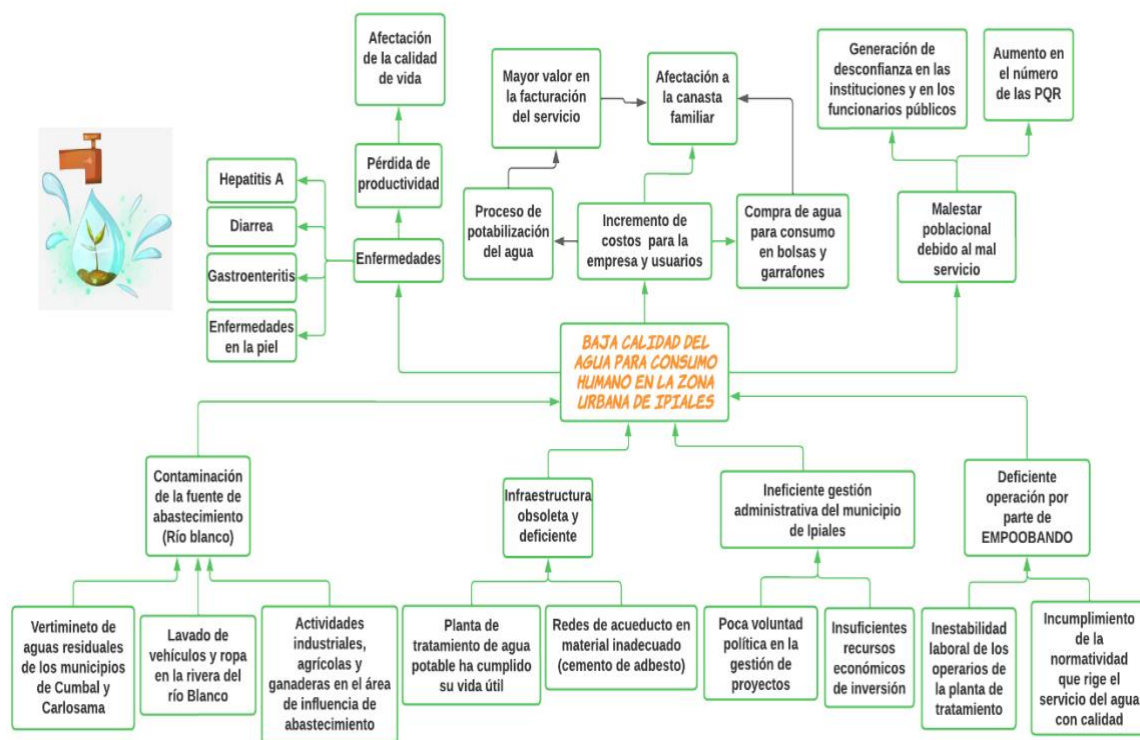 Afectación
de la calidad
de vida
Mayor valor en
la facturación
del servicio
Afectación a
la canasta
familiar
Generación de
desconfianza en las
instituciones y en los
funcionarios públicos
Aumento en
el número
de las PQR
Hepatitis A
Diarrea
Gastroenteritis
Enfermedades
en la piel
Pérdida de
productividad
Enfermedades
Proceso de
potabilización
del agua
Incremento de
costos para la
empresa y usuarios
Compra de agua
para consumo
en bolsas y
garrafones
Malestar
poblacional
debido al mal
servicio
BAJA CALIDAD DEL
AGUA PARA CONSUMO
HUMANO EN LA ZONA
URBANA DE IPIALES
Contaminación
de la fuente de
abastecimiento
(Río blanco)
Infraestructura
obsoleta y
deficiente
Ineficiente gestión
administrativa del municipio
de Ipiales
Deficiente
operación por
parte de
EMPOOBANDO
Vertimineto de
aguas residuales
de los municipios
de Cumbal y
Carlosama
Lavado de
vehículos y ropa
en la rivera del
río Blanco
Actividades
industriales,
agrícolas y
ganaderas en el área
de influencia de
abastecimiento
Planta de
tratamiento de agua
potable ha cumplido
su vida útil
Redes de acueducto en
material inadecuado
(cemento de adbesto)
Poca voluntad
política en la
gestión de
proyectos
Insuficientes
recursos
económicos
de inversión
Inestabilidad
laboral de los
operarios de
la planta de
tratamiento
Incumplimiento
de la
normatividad
que rige el
servicio del agua
con calidad